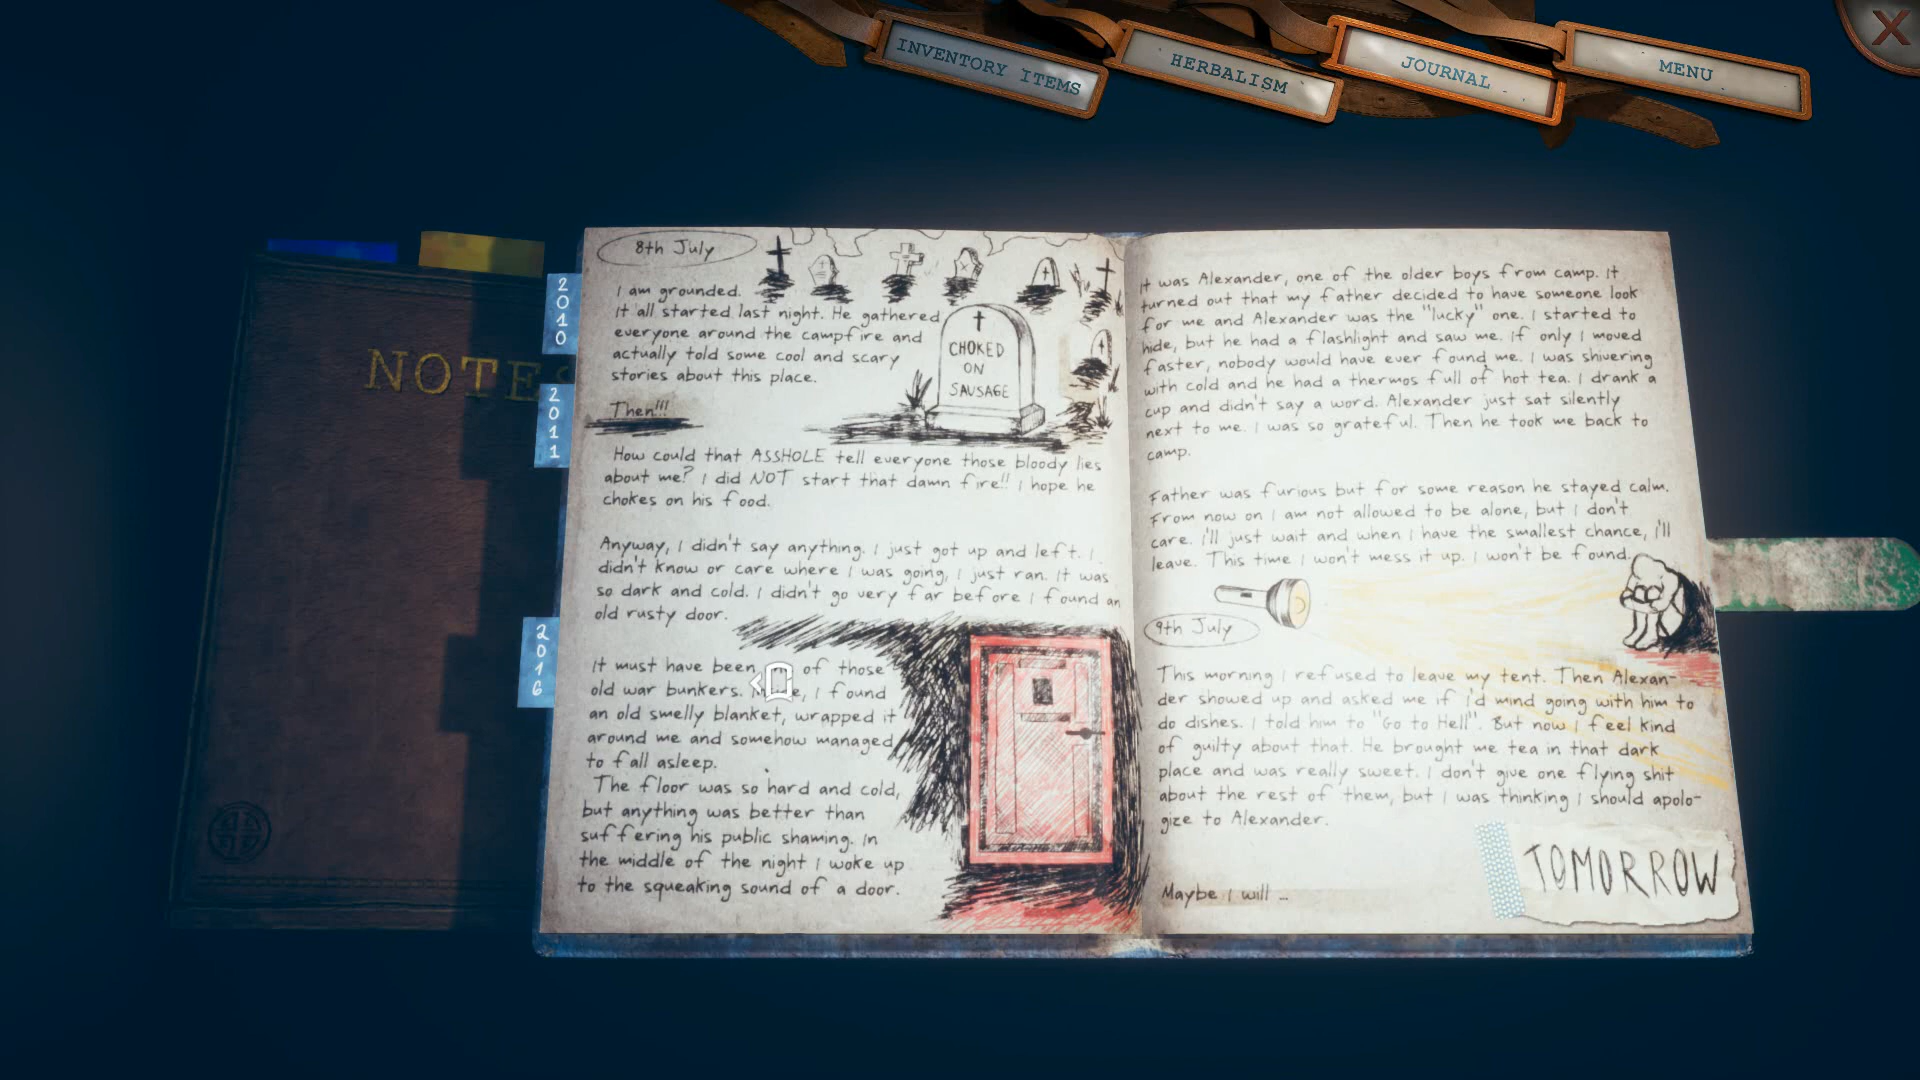 INVENTORY ITEMS
HERBALISM
JOURNAL
MENU
X
NOTE
2010
2011
2016
8th July
I am grounded.
It all started last night. He gathered
everyone around the campfire and
actually told some cool and scary
stories about this place.
CHOKED
ON
SAUSAGE
Then!!!
How could that ASSHOLE tell everyone those bloody lies
about me? I did NOT start that damn fire!! I hope he
chokes on his food.
Anyway, I didn't say anything. I just got up and left. I
didn't know or care where I was going, I just ran. It was
so dark and cold. I didn't go very far before I found an
old rusty door.
It must have been of those
old war bunkers. I found
an old smelly blanket, wrapped it
around me and somehow managed
to fall asleep.
The floor was so hard and cold,
but anything was better than
suffering his public shaming. In
the middle of the night I woke up
to the squeaking sound of a door.
It was Alexander, one of the older boys from camp. It
turned out that my father decided to have someone look
for me and Alexander was the "lucky" one. I started to
hide, but he had a flashlight and saw me. If only I moved
faster, nobody would have ever found me. I was shivering
with cold and he had a thermos full of hot tea. I drank a
cup and didn't say a word. Alexander just sat silently
next to me. I was so grateful. Then he took me back to
camp.
Father was furious but for some reason he stayed calm.
From now on I am not allowed to be alone, but I don't
care. I'll just wait and when I have the smallest chance, I'll
leave. This time I won't mess it up. I won't be found.
9th July
This morning I refused to leave my tent. Then Alexan-
der showed up and asked me if I'd mind going with him to
do dishes. I told him to "Go to Hell". But now I feel kind
of guilty about that. He brought me tea in that dark
place and was really sweet. I don't give one flying shit
about the rest of them, but I was thinking I should apolo-
gize to Alexander.
Maybe I will ...
TOMORROW